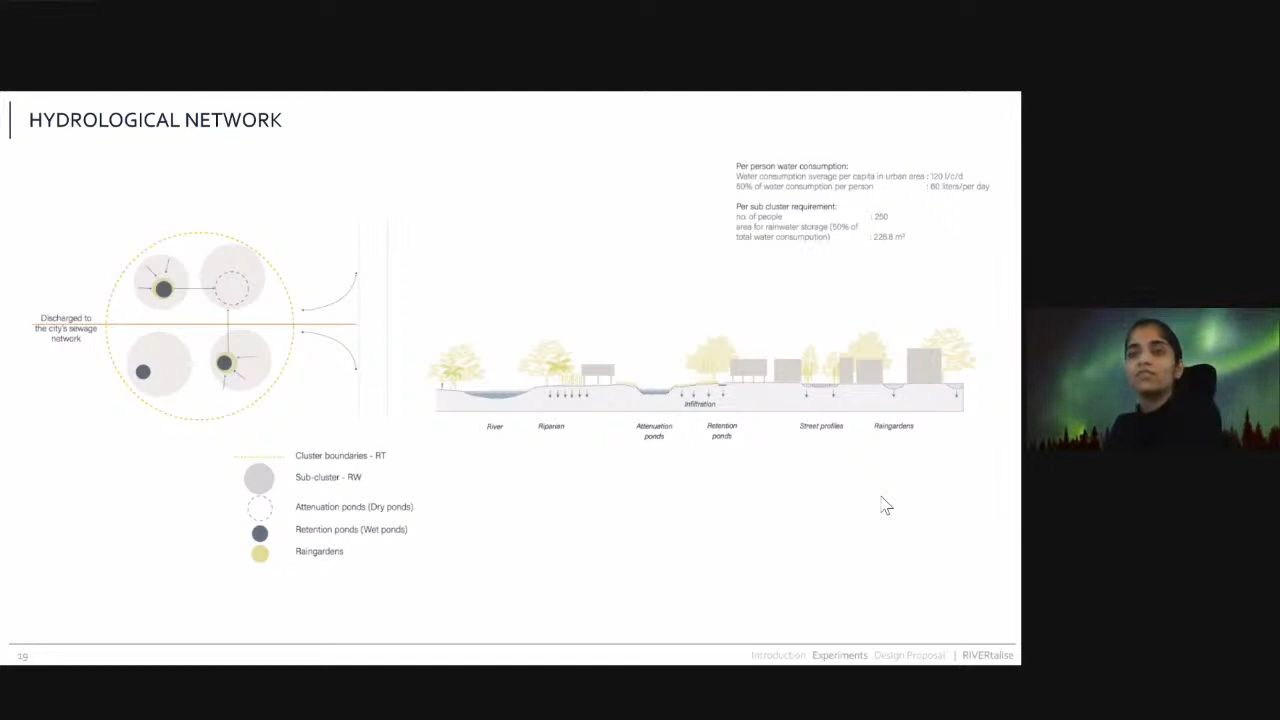 HYDROLOGICAL NETWORK
Per person water consumption:
Water consumption average per capita in urban area : 120 l/c/d
50% of water consumption per person : 60 liters/per day
Per sub cluster requirement:
no. of people : 250
area for rainwater storage (50% of
total water consumpution) : 226.8 m³
Discharged to
the city's sewage
network
Infiltration
River
Riparian
Attenuation
ponds
Retention
ponds
Street profiles
Raingardens
Cluster boundaries - RT
Sub-cluster - RW
Attenuation ponds (Dry ponds)
Retention ponds (Wet ponds)
Raingardens
19
Introduction Experiments Design Proposal | RIVERtalise